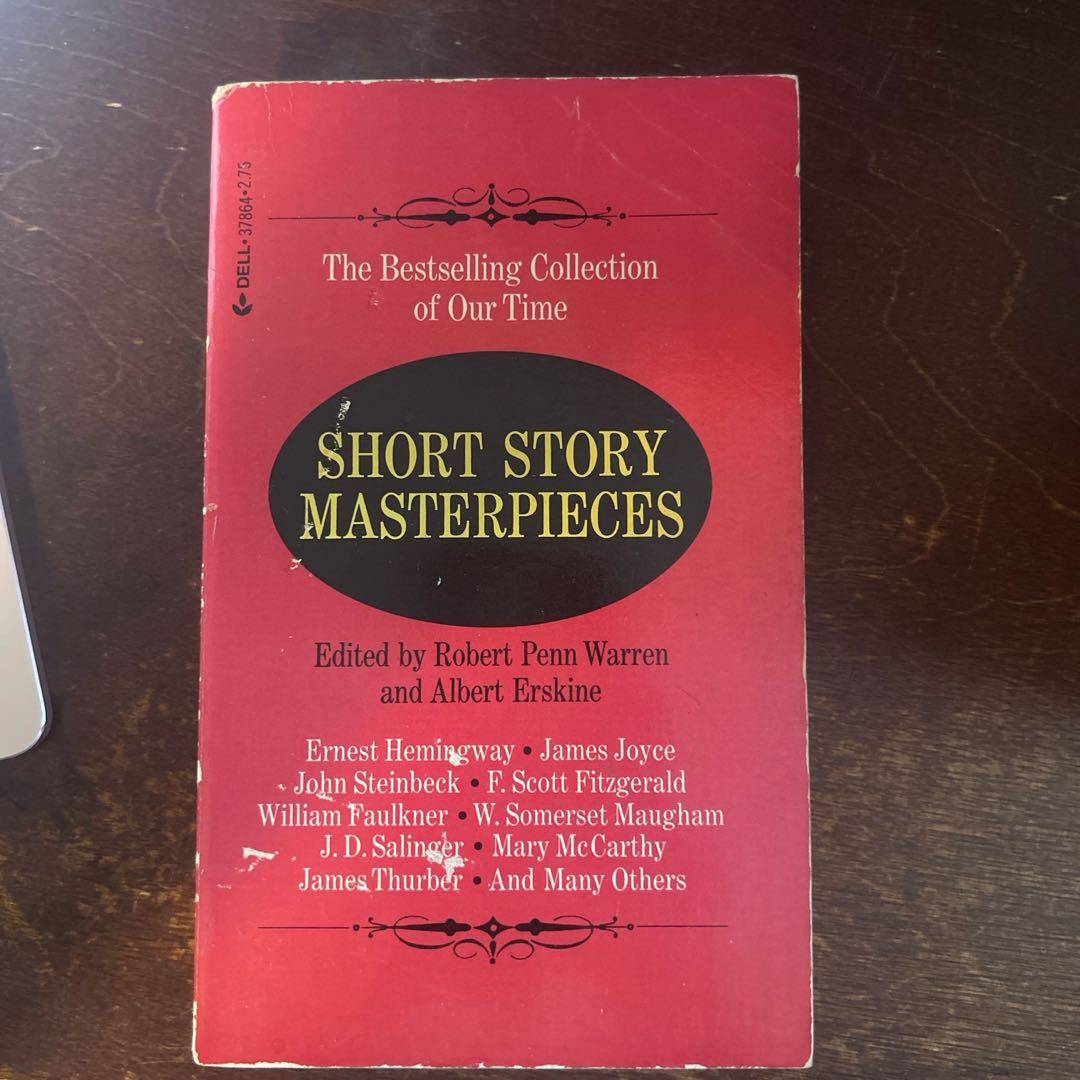 DELL • 37864 • 2.75
The Bestselling Collection
of Our Time
SHORT STORY
MASTERPIECES
Edited by Robert Penn Warren
and Albert Erskine
Ernest Hemingway • James Joyce
John Steinbeck • F. Scott Fitzgerald
William Faulkner • W. Somerset Maugham
J. D. Salinger • Mary McCarthy
James Thurber • And Many Others